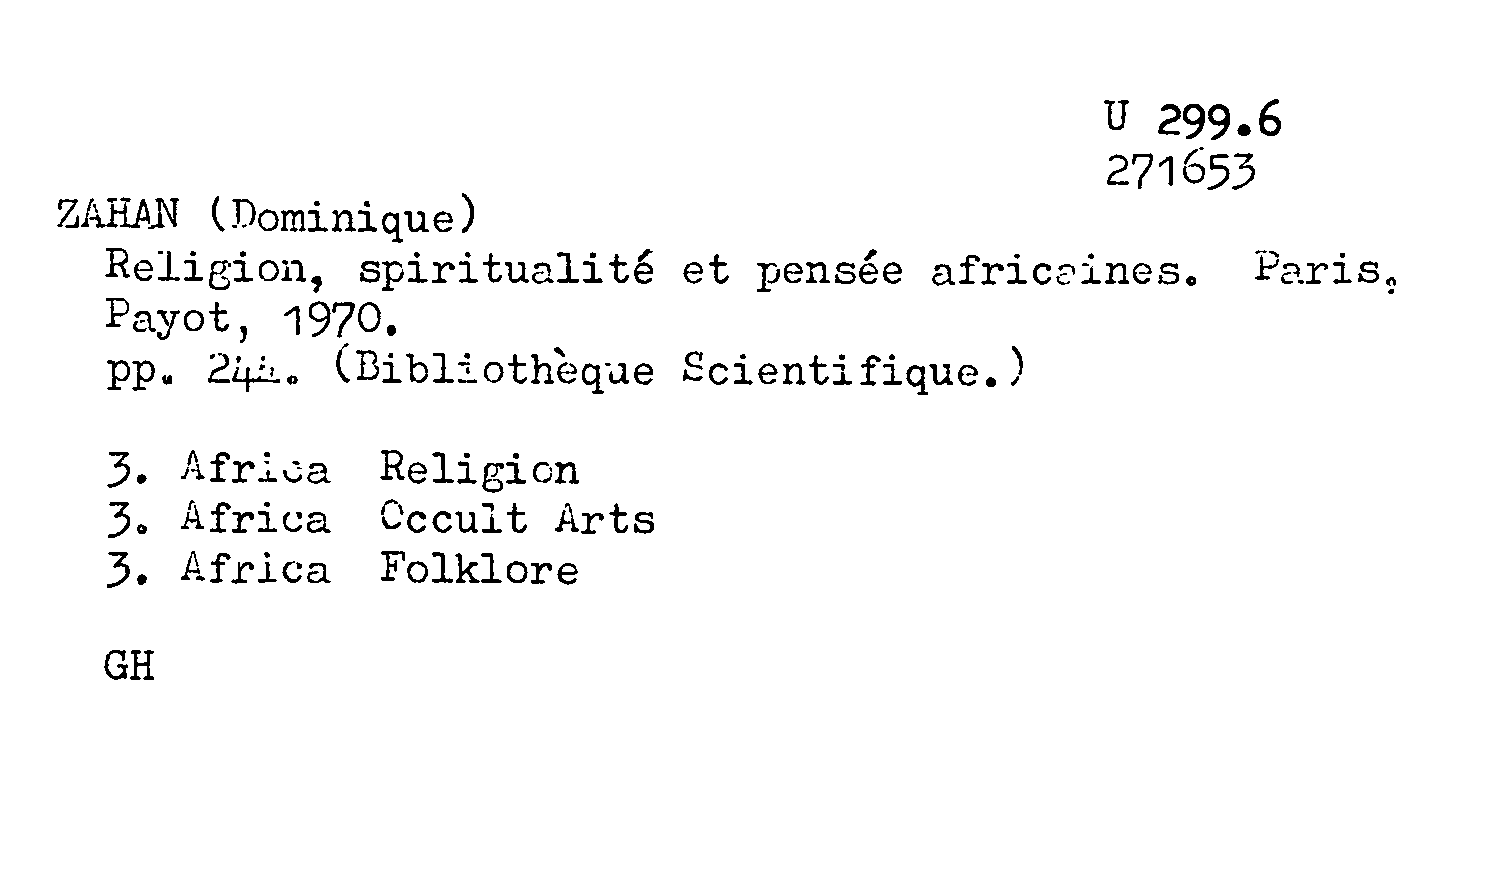 U 299.6
271653
ZAHAN (Dominique)
Religion, spiritualité et pensée africaines. Paris,
Payot, 1970.
pp. 244. (Bibliothèque Scientifique.)
3. Africa Religion
3. Africa Occult Arts
3. Africa Folklore
GH